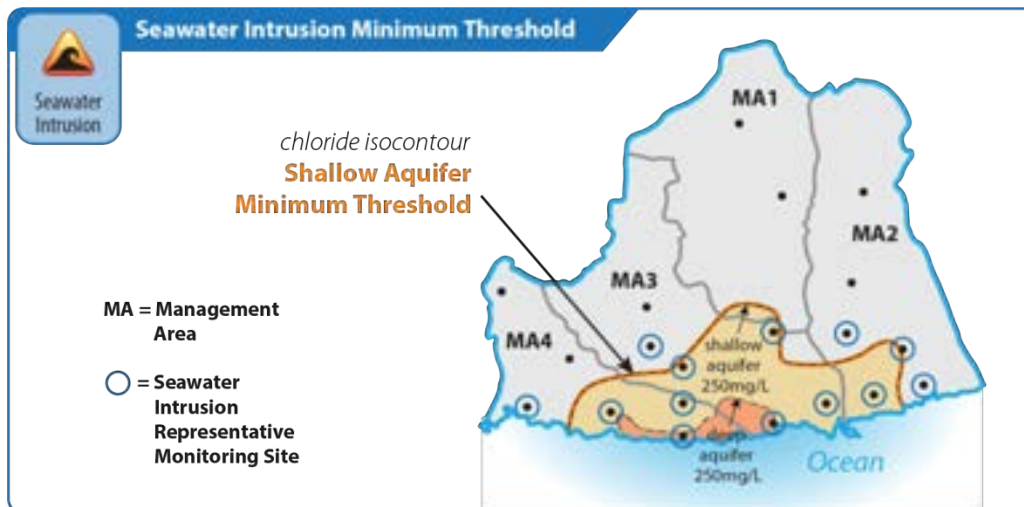 Seawater Intrusion Minimum Threshold
Seawater
Intrusion
chloride isocontour
Shallow Aquifer
Minimum Threshold
MA = Management
Area
= Seawater
Intrusion
Representative
Monitoring Site
MA1
MA2
MA3
MA4
shallow
aquifer
250mg/L
deep
aquifer
250mg/L
Ocean